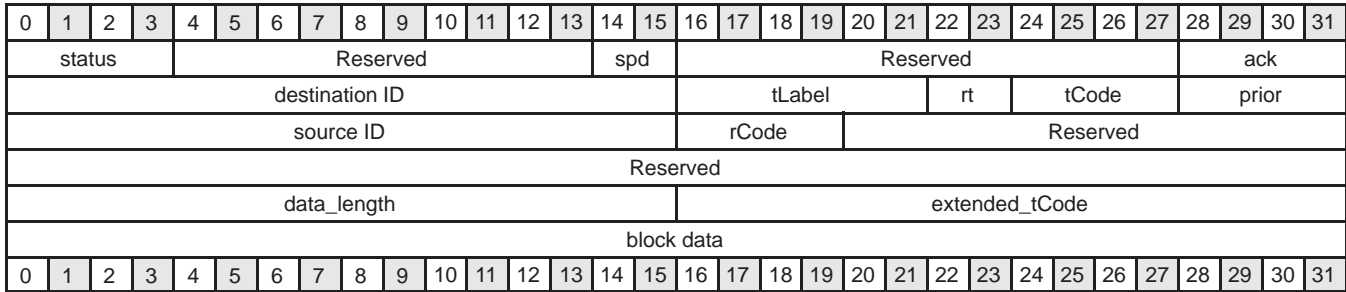 0 1 2 3 4 5 6 7 8 9 10 11 12 13 14 15 16 17 18 19 20 21 22 23 24 25 26 27 28 29 30 31
status Reserved spd Reserved ack
destination ID tLabel rt tCode prior
source ID rCode Reserved
Reserved
data_length extended_tCode
block data
0 1 2 3 4 5 6 7 8 9 10 11 12 13 14 15 16 17 18 19 20 21 22 23 24 25 26 27 28 29 30 31